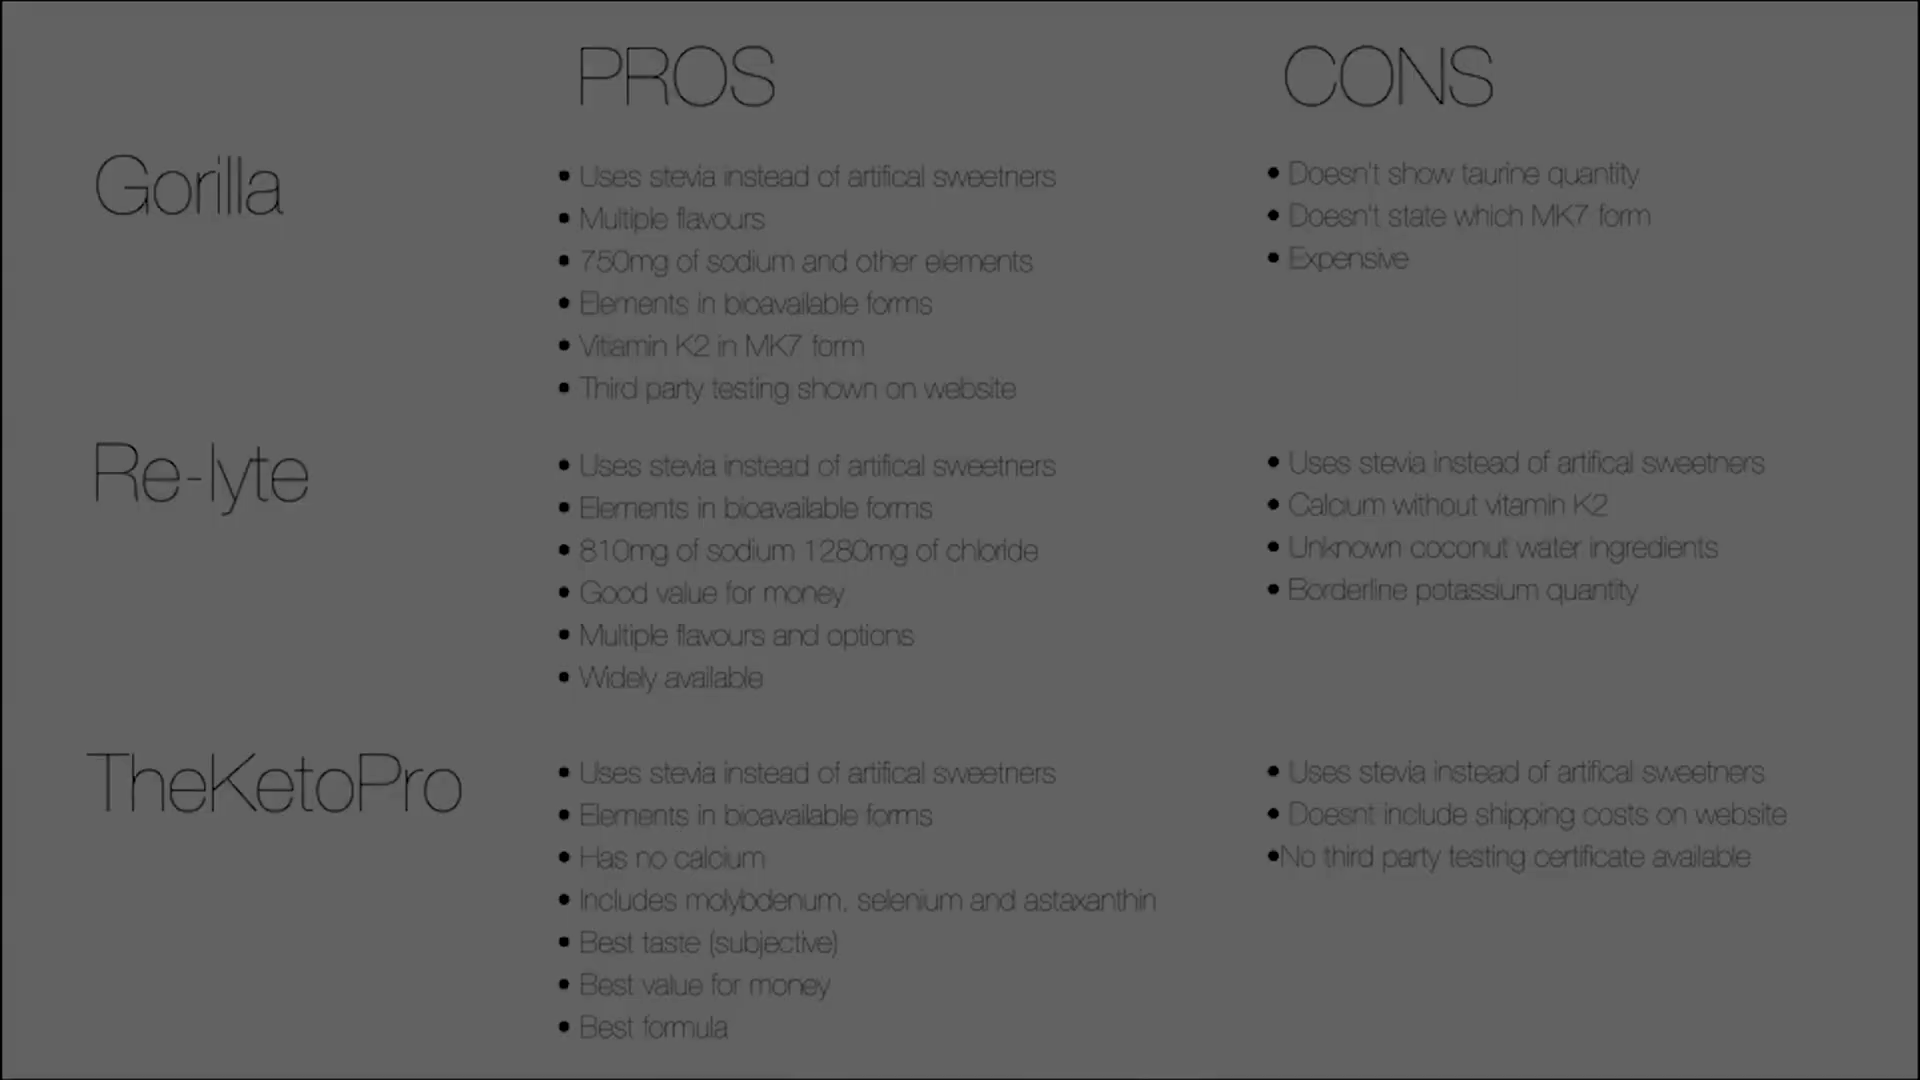 PROS
CONS
Gorilla
• Uses stevia instead of artifical sweetners
• Multiple flavours
• 750mg of sodium and other elements
• Elements in bioavailable forms
• Vitiamin K2 in MK7 form
• Third party testing shown on website
• Doesn't show taurine quantity
• Doesn't state which MK7 form
• Expensive
Re-lyte
• Uses stevia instead of artifical sweetners
• Elements in bioavailable forms
• 810mg of sodium 1280mg of chloride
• Good value for money
• Multiple flavours and options
• Widely available
• Uses stevia instead of artifical sweetners
• Calcium without vitamin K2
• Unknown coconut water ingredients
• Borderline potassium quantity
TheKetoPro
• Uses stevia instead of artifical sweetners
• Elements in bioavailable forms
• Has no calcium
• Includes molybdenum, selenium and astaxanthin
• Best taste (subjective)
• Best value for money
• Best formula
• Uses stevia instead of artifical sweetners
• Doesnt include shipping costs on website
•No third party testing certificate available